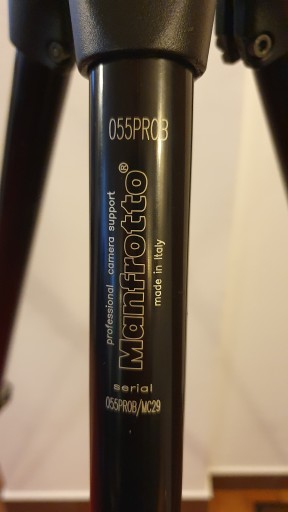 055PROB
professional camera support
Manfrotto®
made in Italy
serial
055PROB/MC29